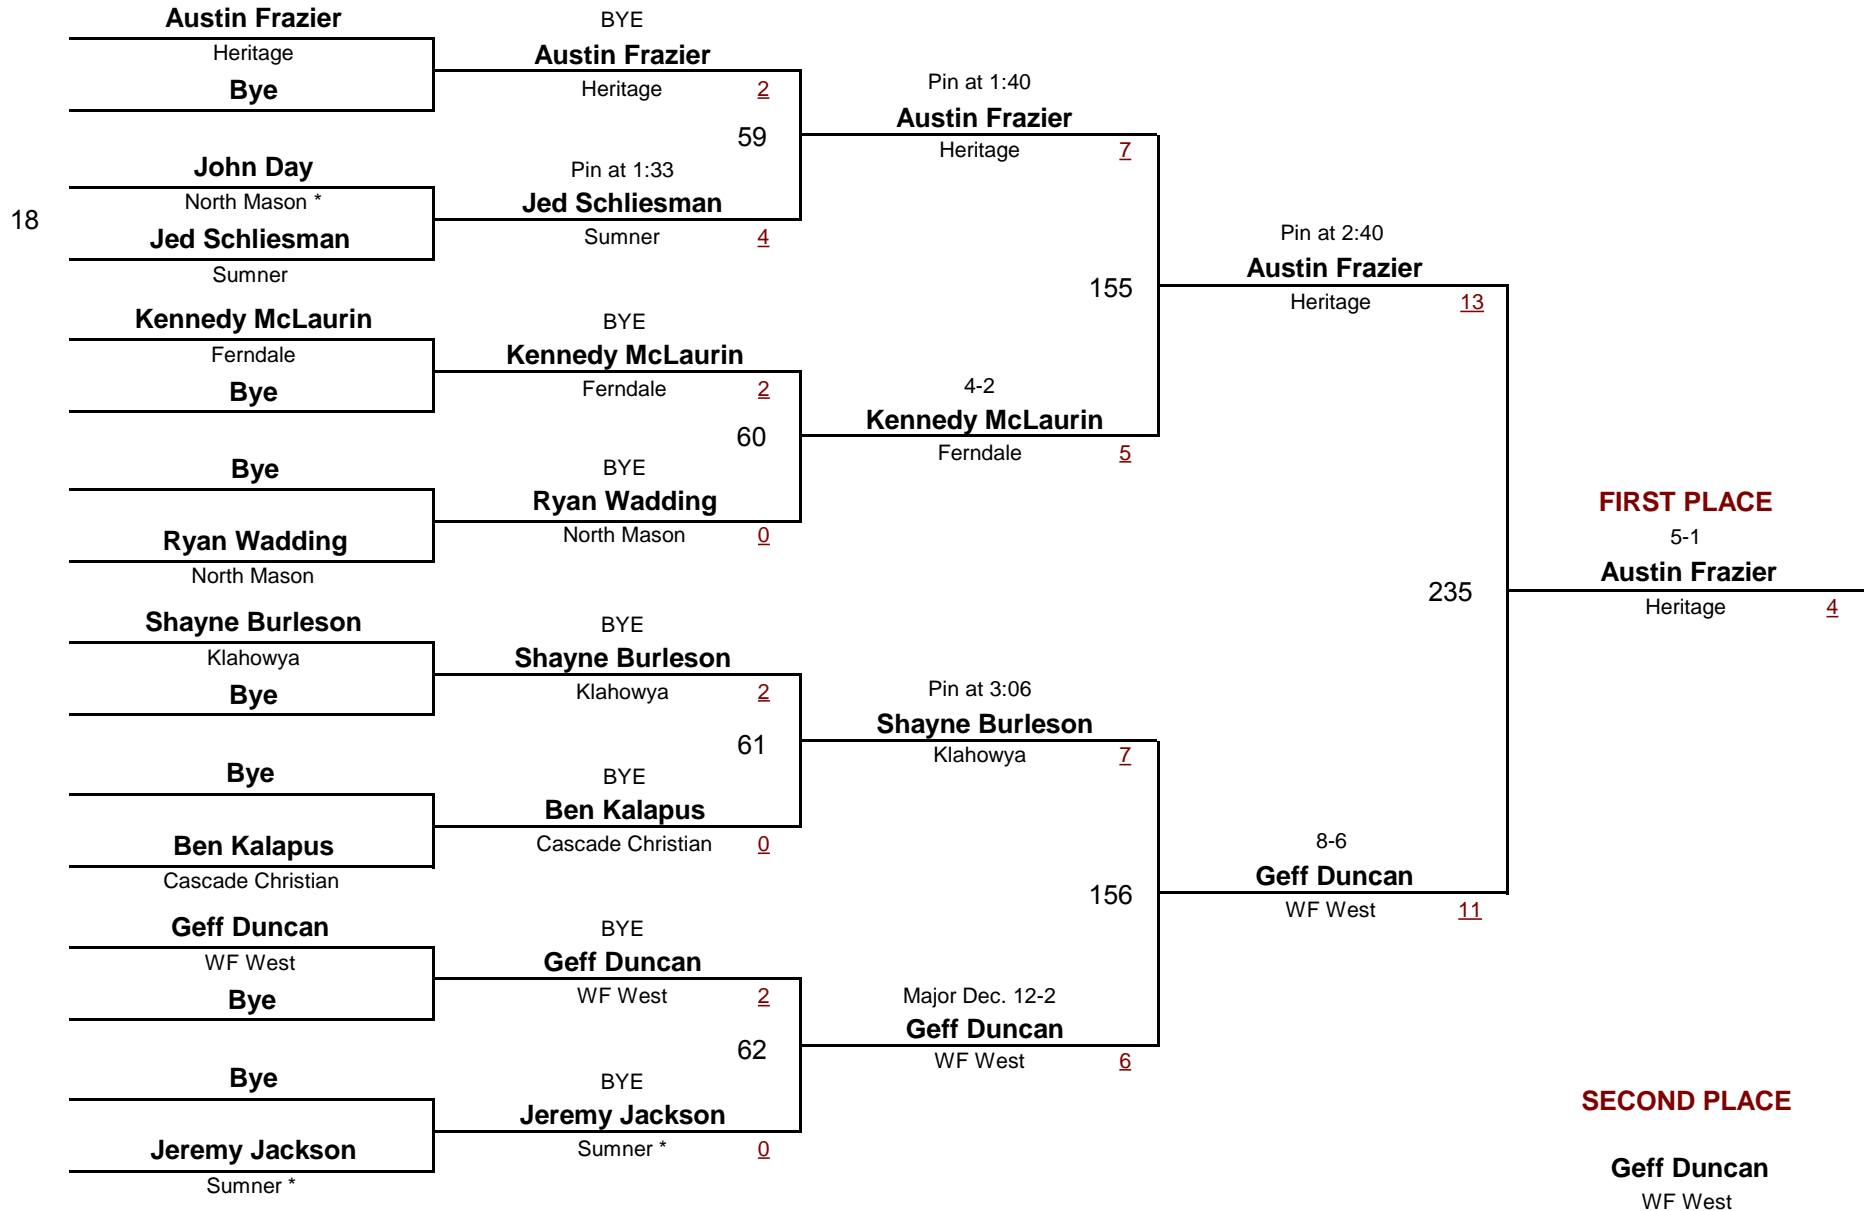 Austin Frazier
Heritage
Bye
18
John Day
North Mason *
Jed Schliesman
Sumner
Kennedy McLaurin
Ferndale
Bye
Bye
Ryan Wadding
North Mason
Shayne Burleson
Klahowya
Bye
Bye
Ben Kalapus
Cascade Christian
Geff Duncan
WF West
Bye
Bye
Jeremy Jackson
Sumner *
BYE
Austin Frazier
Heritage 2
59
Pin at 1:33
Jed Schliesman
Sumner 4
BYE
Kennedy McLaurin
Ferndale 2
60
BYE
Ryan Wadding
North Mason 0
BYE
Shayne Burleson
Klahowya 2
61
BYE
Ben Kalapus
Cascade Christian 0
BYE
Geff Duncan
WF West 2
62
BYE
Jeremy Jackson
Sumner * 0
Pin at 1:40
Austin Frazier
Heritage 7
155
4-2
Kennedy McLaurin
Ferndale 5
Pin at 3:06
Shayne Burleson
Klahowya 7
156
Major Dec. 12-2
Geff Duncan
WF West 6
Pin at 2:40
Austin Frazier
Heritage 13
235
8-6
Geff Duncan
WF West 11
FIRST PLACE
5-1
Austin Frazier
Heritage 4
SECOND PLACE
Geff Duncan
WF West